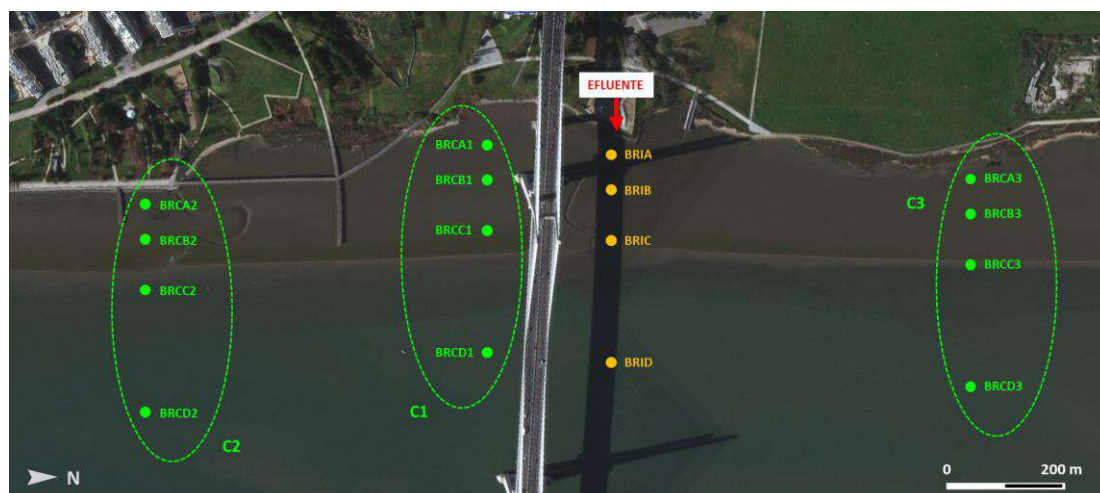 EFLUENTE
BRCA1
BRIA
BRCB1
BRCA3
BRIB
BRCA2
C3
BRCB3
BRCC1
BRCB2
BRIC
BRCC3
BRCC2
BRCD1
BRID
BRCD3
BRCD2
C1
C2
N
0
200 m